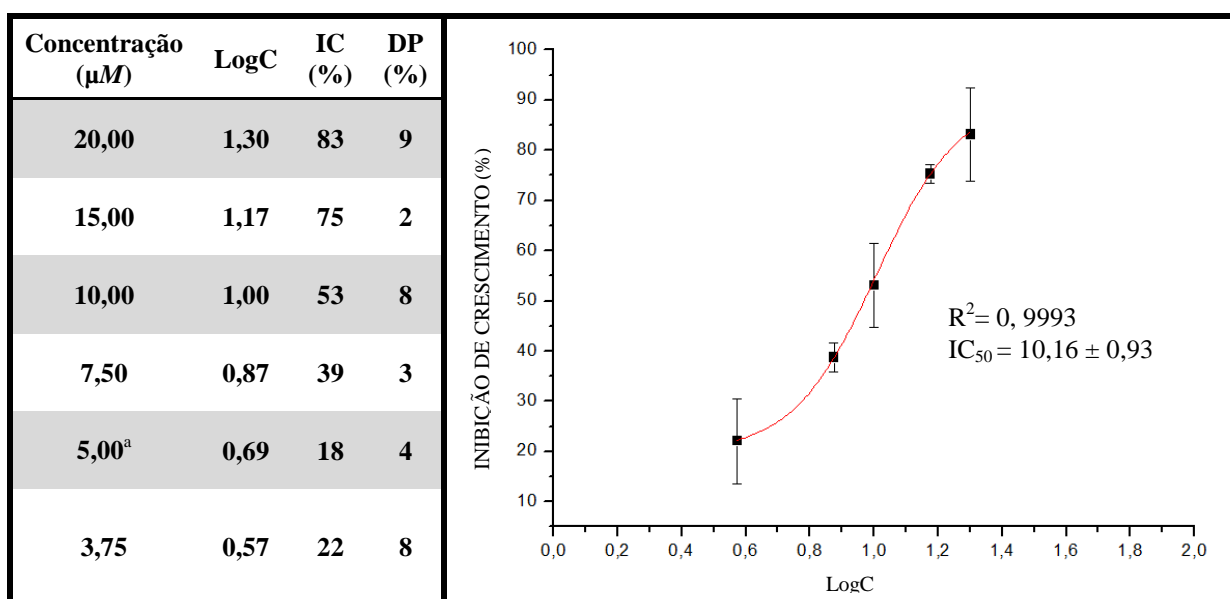 Concentração (µM) LogC IC (%) DP (%)
20,00 1,30 83 9
15,00 1,17 75 2
10,00 1,00 53 8
7,50 0,87 39 3
5,00ᵃ 0,69 18 4
3,75 0,57 22 8
INIBIÇÃO DE CRESCIMENTO (%)
100
90
80
70
60
50
40
30
20
10
R²= 0, 9993
IC₅₀ = 10,16 ± 0,93
0,0 0,2 0,4 0,6 0,8 1,0 1,2 1,4 1,6 1,8 2,0
LogC